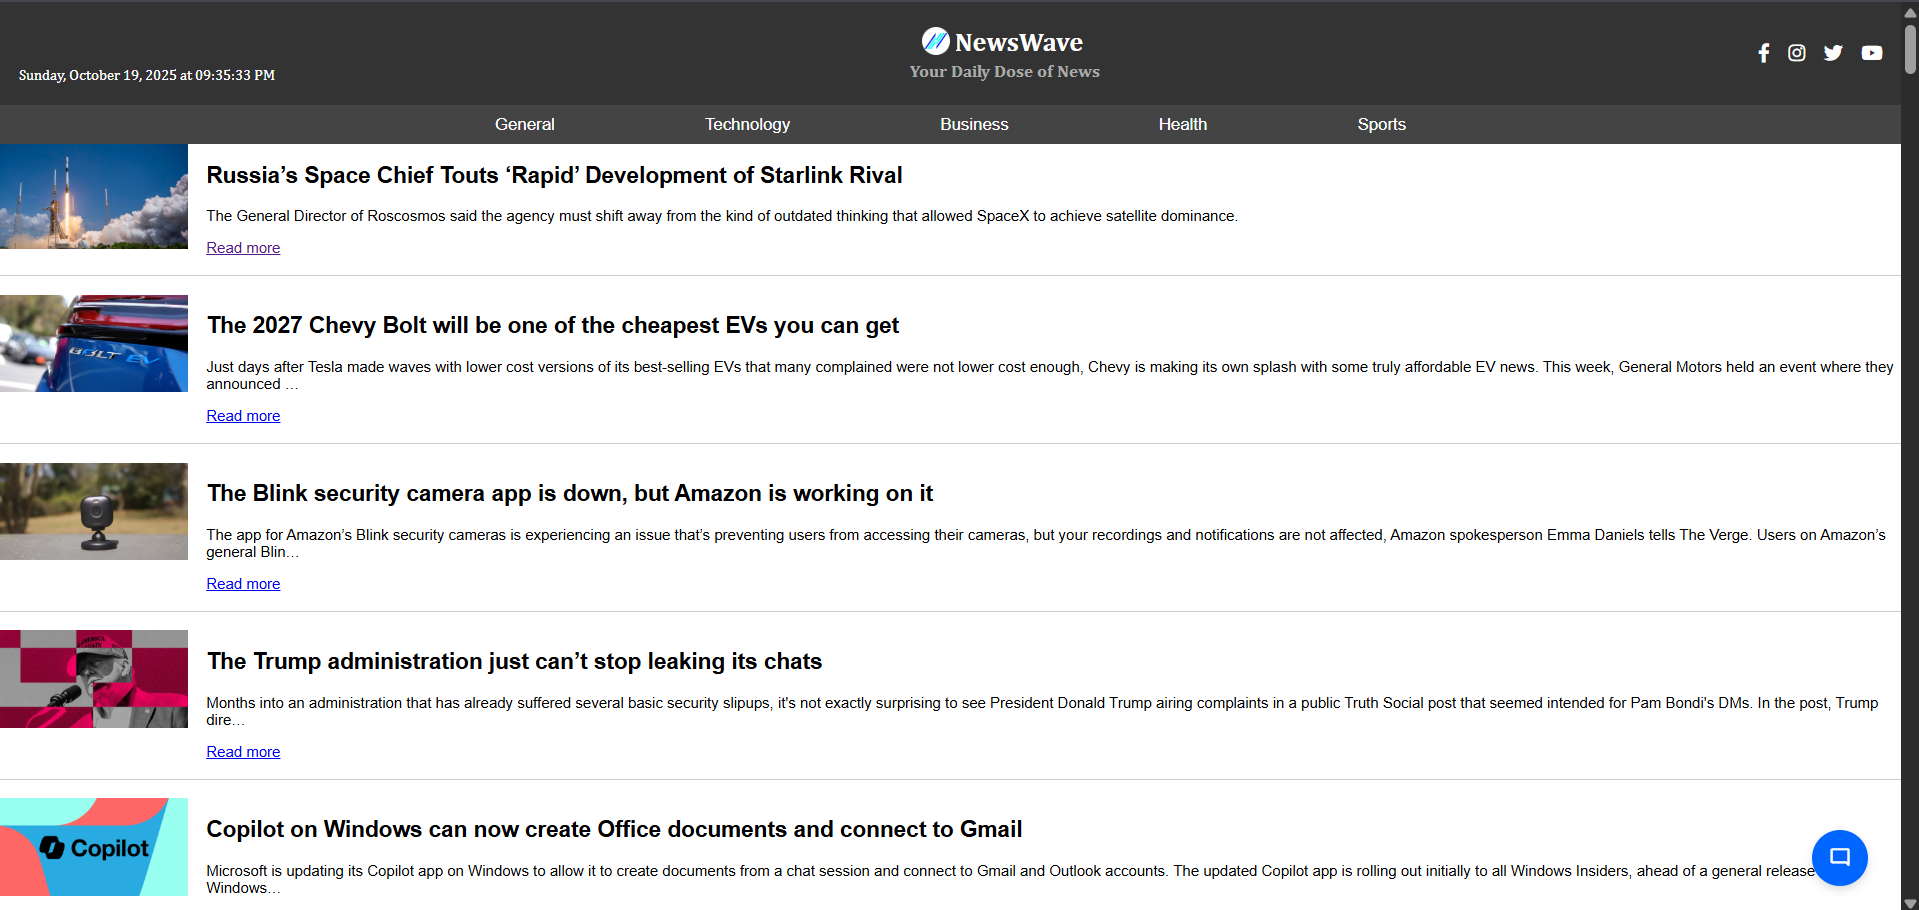 NewsWave
Your Daily Dose of News
Sunday, October 19, 2025 at 09:35:33 PM
General Technology Business Health Sports
Russia’s Space Chief Touts ‘Rapid’ Development of Starlink Rival
The General Director of Roscosmos said the agency must shift away from the kind of outdated thinking that allowed SpaceX to achieve satellite dominance.
Read more
BOLT EV
The 2027 Chevy Bolt will be one of the cheapest EVs you can get
Just days after Tesla made waves with lower cost versions of its best-selling EVs that many complained were not lower cost enough, Chevy is making its own splash with some truly affordable EV news. This week, General Motors held an event where they
announced …
Read more
The Blink security camera app is down, but Amazon is working on it
The app for Amazon’s Blink security cameras is experiencing an issue that’s preventing users from accessing their cameras, but your recordings and notifications are not affected, Amazon spokesperson Emma Daniels tells The Verge. Users on Amazon’s
general Blin…
Read more
The Trump administration just can’t stop leaking its chats
Months into an administration that has already suffered several basic security slipups, it's not exactly surprising to see President Donald Trump airing complaints in a public Truth Social post that seemed intended for Pam Bondi's DMs. In the post, Trump
dire…
Read more
Copilot
Copilot on Windows can now create Office documents and connect to Gmail
Microsoft is updating its Copilot app on Windows to allow it to create documents from a chat session and connect to Gmail and Outlook accounts. The updated Copilot app is rolling out initially to all Windows Insiders, ahead of a general release
Windows…